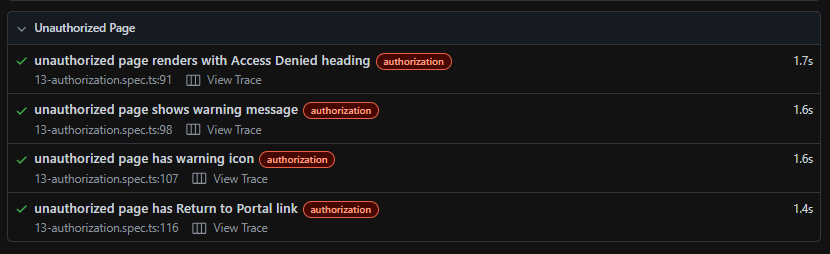 Unauthorized Page
unauthorized page renders with Access Denied heading authorization 1.7s
13-authorization.spec.ts:91 View Trace
unauthorized page shows warning message authorization 1.6s
13-authorization.spec.ts:98 View Trace
unauthorized page has warning icon authorization 1.6s
13-authorization.spec.ts:107 View Trace
unauthorized page has Return to Portal link authorization 1.4s
13-authorization.spec.ts:116 View Trace